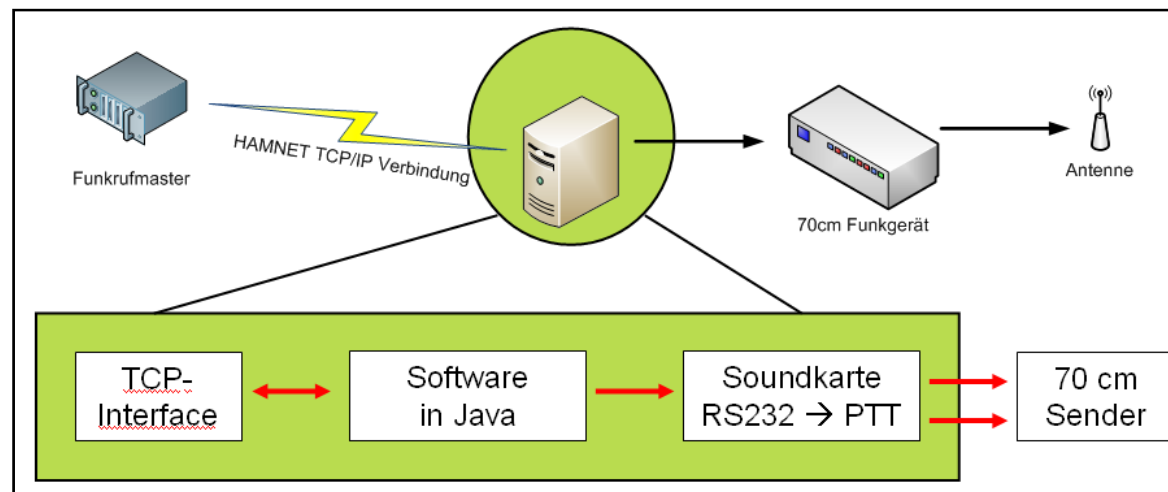 Funkrufmaster
HAMNET TCP/IP Verbindung
70cm Funkgerät
Antenne
TCP-
Interface
Software
in Java
Soundkarte
RS232 → PTT
70 cm
Sender